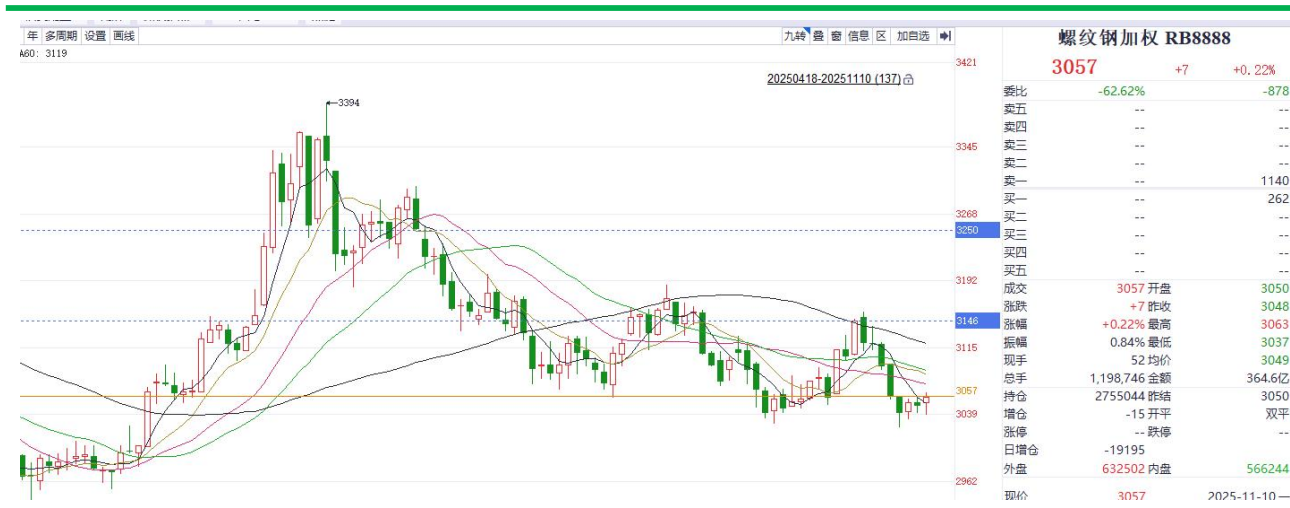 年 多周期 设置 画线
九转 叠 窗 信息 区 加自选
A60: 3119
20250418-20251110 (137)
3394
3421
3345
3268
3250
3192
3146
3115
3057
3039
2962
螺纹钢加权 RB8888
3057 +7 +0.22%
委比 -62.62% -878
卖五 -- --
卖四 -- --
卖三 -- --
卖二 -- --
卖一 -- 1140
买一 -- 262
买二 -- --
买三 -- --
买四 -- --
买五 -- --
成交 3057 开盘 3050
涨跌 +7 昨收 3048
涨幅 +0.22% 最高 3063
振幅 0.84% 最低 3037
现手 52 均价 3049
总手 1,198,746 金额 364.6亿
持仓 2755044 昨结 3050
增仓 -15 开平 双平
涨停 -- 跌停 --
日增仓 -19195
外盘 632502 内盘 566244
现价 3057 2025-11-10 一